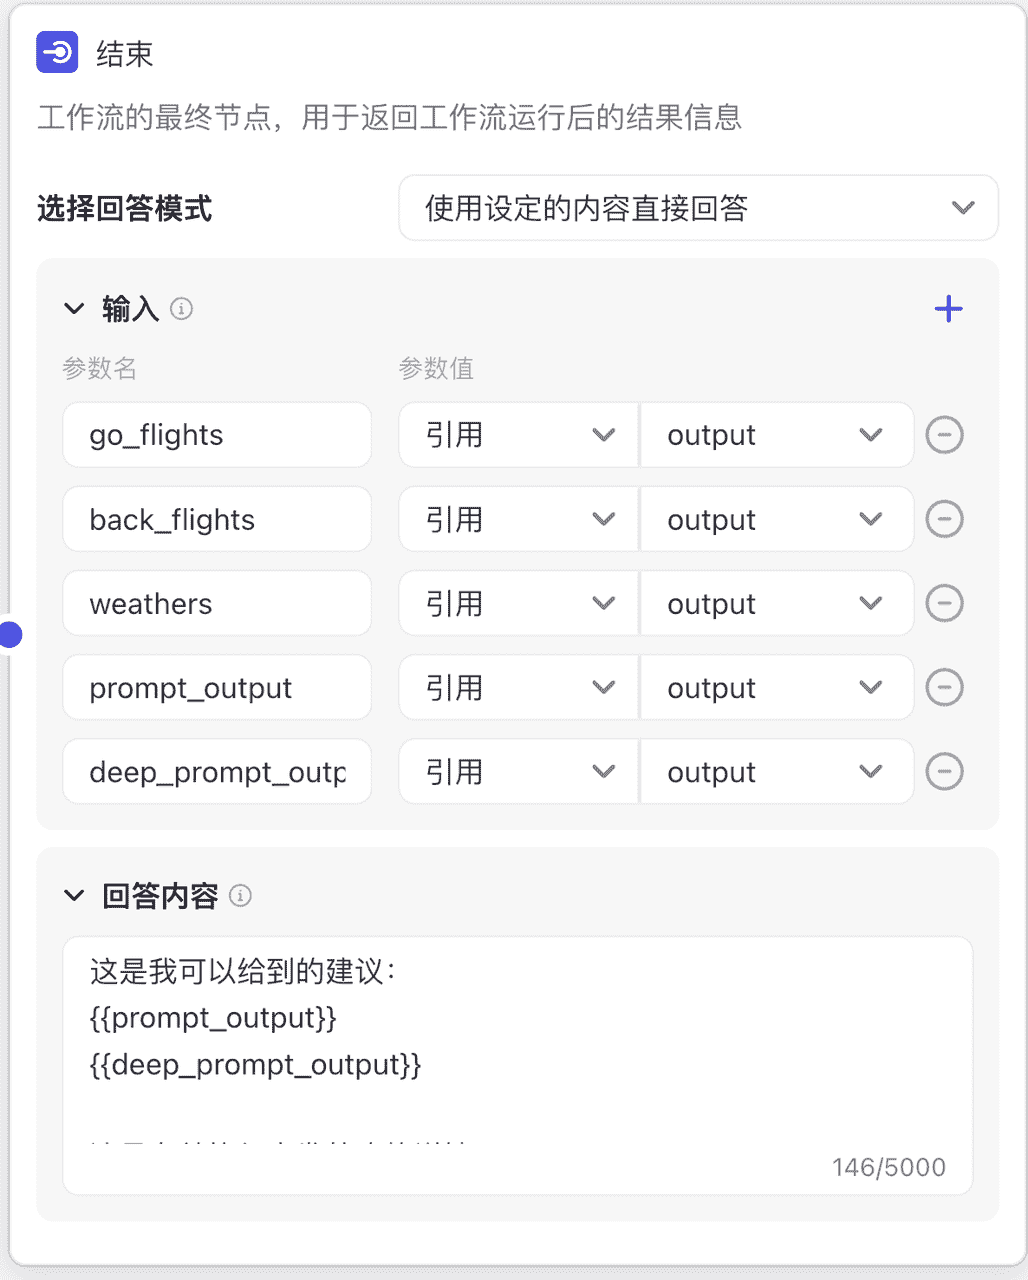 结束
工作流的最终节点，用于返回工作流运行后的结果信息
选择回答模式 使用设定的内容直接回答
输入
参数名 参数值
go_flights 引用 output
back_flights 引用 output
weathers 引用 output
prompt_output 引用 output
deep_prompt_outp 引用 output
回答内容
这是我可以给到的建议：
{{prompt_output}}
{{deep_prompt_output}}
146/5000